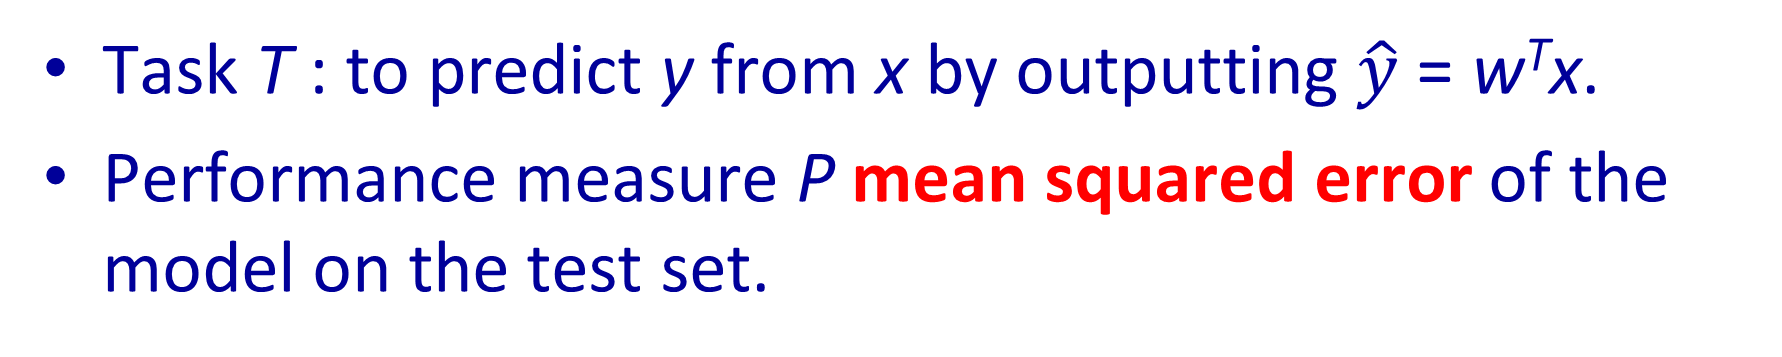 • Task T : to predict y from x by outputting ŷ = wᵀx.
• Performance measure P mean squared error of the
model on the test set.